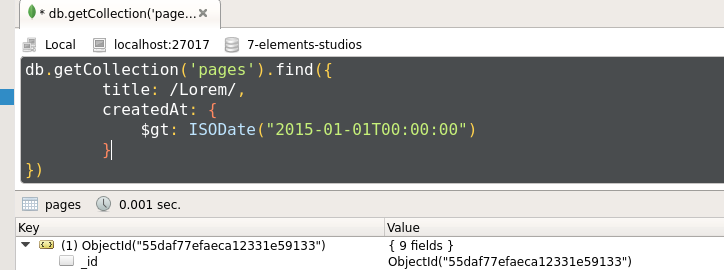 * db.getCollection('page...
Local localhost:27017 7-elements-studios
db.getCollection('pages').find({
title: /Lorem/,
createdAt: {
$gt: ISODate("2015-01-01T00:00:00")
}
})
pages 0.001 sec.
Key Value
(1) ObjectId("55daf77efaeca12331e59133") { 9 fields }
_id ObjectId("55daf77efaeca12331e59133")